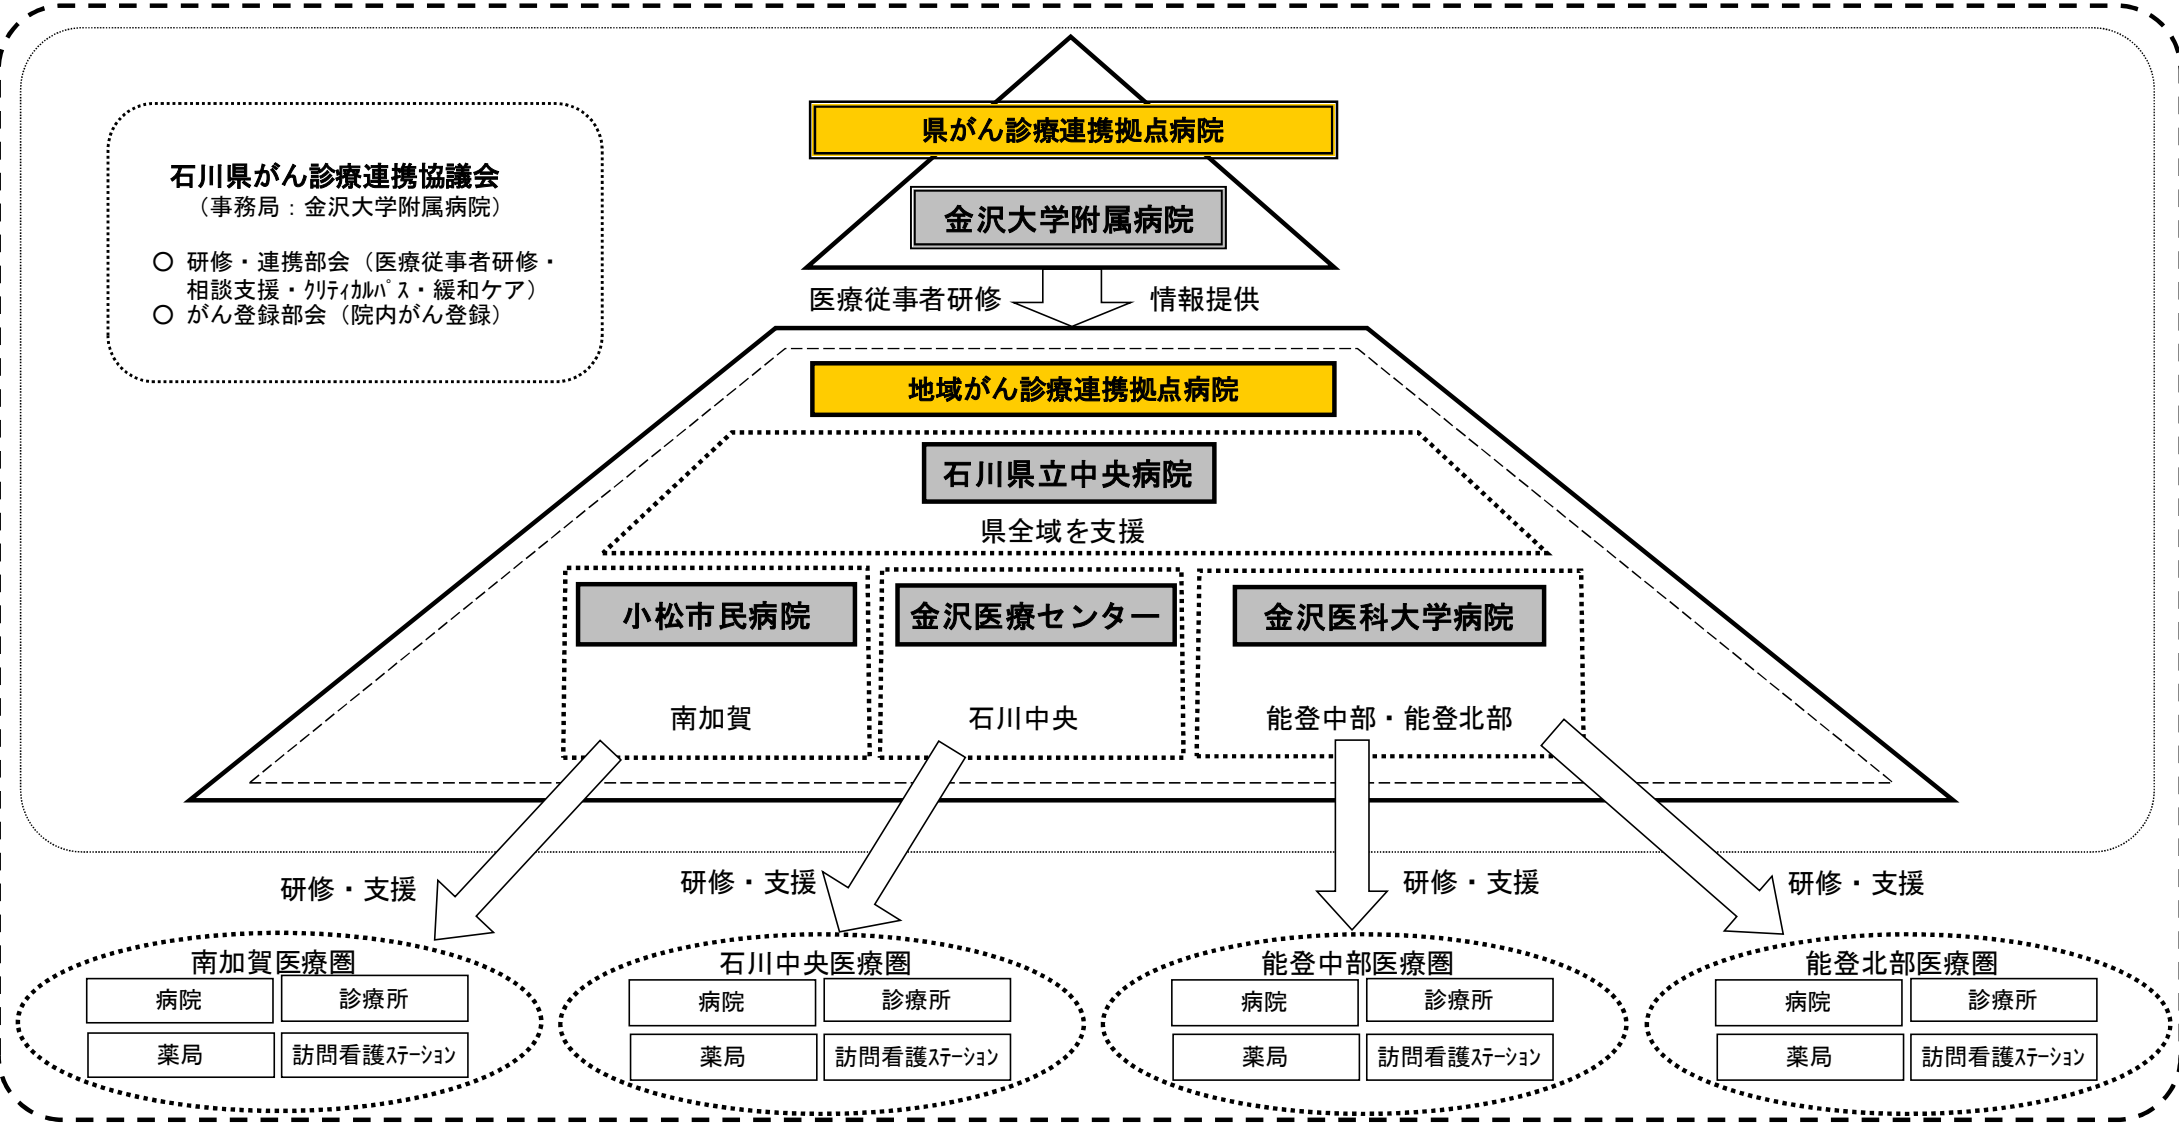 県がん診療連携拠点病院
石川県がん診療連携協議会
（事務局：金沢大学附属病院）
○ 研修・連携部会（医療従事者研修・
相談支援・ｸﾘﾃｨｶﾙﾊﾟｽ・緩和ケア）
○ がん登録部会（院内がん登録）
金沢大学附属病院
医療従事者研修
情報提供
地域がん診療連携拠点病院
石川県立中央病院
県全域を支援
小松市民病院
金沢医療センター
金沢医科大学病院
南加賀
石川中央
能登中部・能登北部
研修・支援
研修・支援
研修・支援
研修・支援
南加賀医療圏
病院
診療所
薬局
訪問看護ｽﾃｰｼｮﾝ
石川中央医療圏
病院
診療所
薬局
訪問看護ｽﾃｰｼｮﾝ
能登中部医療圏
病院
診療所
薬局
訪問看護ｽﾃｰｼｮﾝ
能登北部医療圏
病院
診療所
薬局
訪問看護ｽﾃｰｼｮﾝ